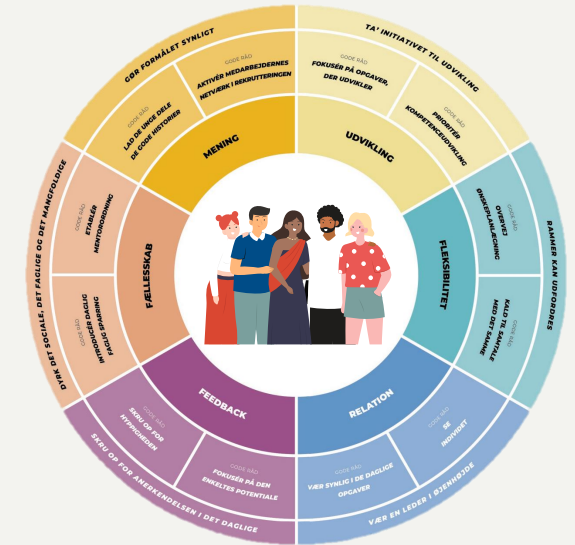 GØR FORMÅLET SYNLIGT
GODE RÅD
LAD DE UNGE DELE
DE GODE HISTORIER
GODE RÅD
AKTIVÉR MEDARBEJDERNES
NETVÆRK I REKRUTTERINGEN
MENING
TA' INITIATIVET TIL UDVIKLING
GODE RÅD
FOKUSÉR PÅ OPGAVER,
DER UDVIKLER
GODE RÅD
PRIORITÉR
KOMPETENCEUDVIKLING
UDVIKLING
RAMMER KAN UDFORDRES
GODE RÅD
OVERVEJ
ØNSKEPLANLÆGNING
GODE RÅD
KALD TIL SAMTALE
MED DET SAMME
FLEKSIBILITET
VÆR EN LEDER I ØJENHØJDE
GODE RÅD
SE
INDIVIDET
GODE RÅD
VÆR SYNLIG I DE DAGLIGE
OPGAVER
RELATION
SKRU OP FOR ANERKENDELSEN I DET DAGLIGE
GODE RÅD
FOKUSÉR PÅ DEN
ENKELTES POTENTIALE
GODE RÅD
SKRU OP FOR
HYPPIGHEDEN
FEEDBACK
DYRK DET SOCIALE, DET FAGLIGE OG DET MANGFOLDIGE
GODE RÅD
INTRODUCÉR DAGLIG
FAGLIG SPARRING
GODE RÅD
ETABLÉR
MENTORORDNING
FÆLLESSKAB